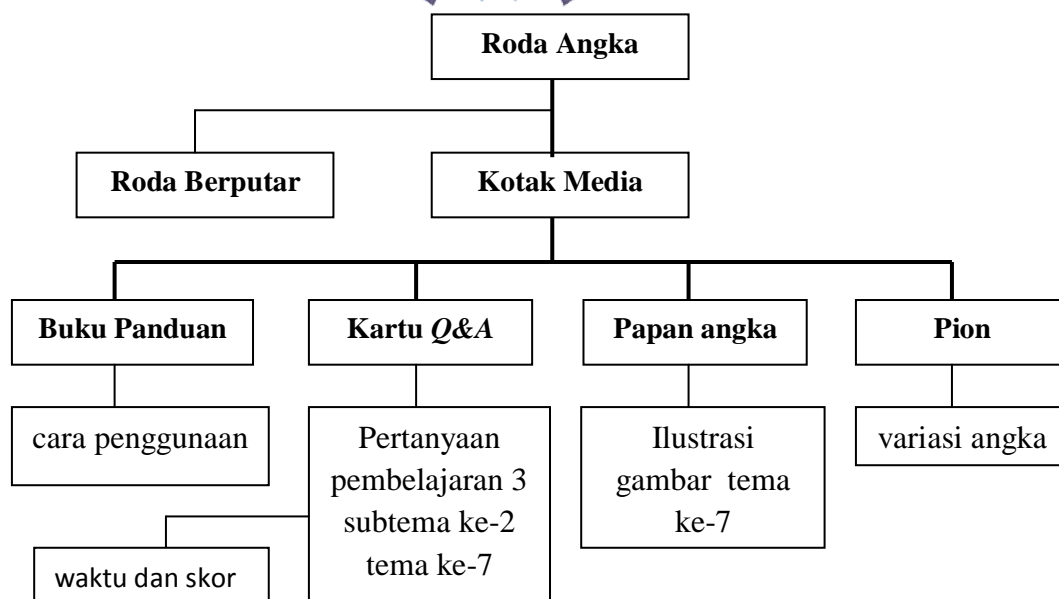 Roda Angka
Roda Berputar
Kotak Media
Buku Panduan
Kartu Q&A
Papan angka
Pion
cara penggunaan
Pertanyaan
pembelajaran 3
subtema ke-2
tema ke-7
Ilustrasi
gambar tema
ke-7
variasi angka
waktu dan skor